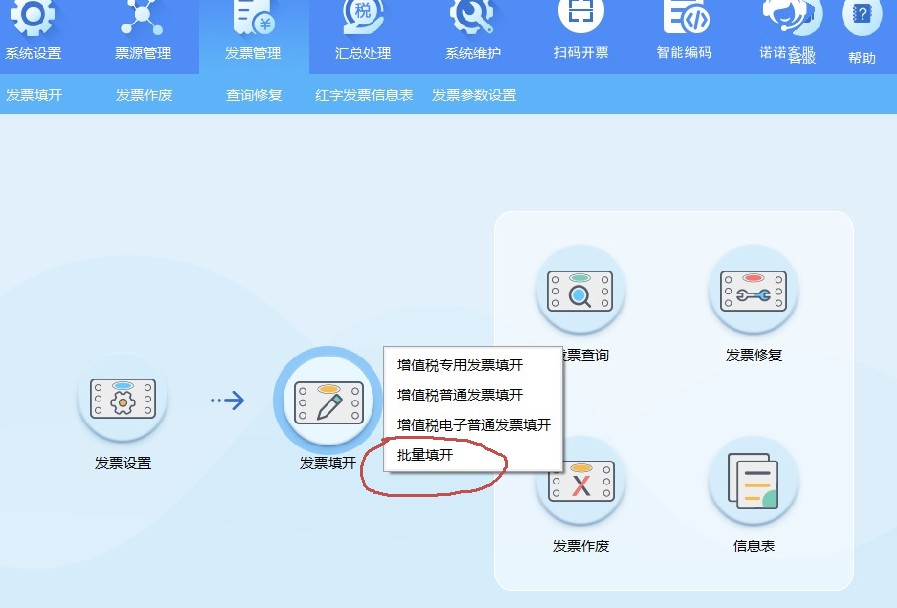 系统设置
票源管理
发票管理
汇总处理
系统维护
扫码开票
智能编码
诺诺客服
客服
帮助
发票填开
发票作废
查询修复
红字发票信息表
发票参数设置
税
¥
?
发票设置
发票填开
增值税专用发票填开
增值税普通发票填开
增值税电子普通发票填开
批量填开
票查询
发票修复
发票作废
信息表